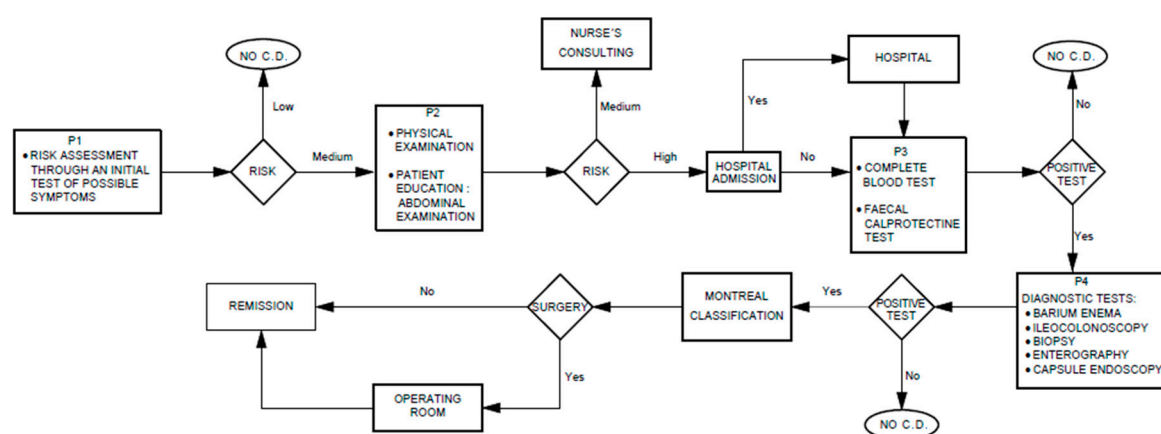 P1
•RISK ASSESSMENT
THROUGH AN INITIAL
TEST OF POSSIBLE
SYMPTOMS
NO C.D.
Low
RISK
Medium
P2
•PHYSICAL
EXAMINATION
•PATIENT
EDUCATION :
ABDOMINAL
EXAMINATION
NURSE´S
CONSULTING
Medium
RISK
High
HOSPITAL
ADMISSION
Yes
HOSPITAL
No
P3
•COMPLETE
BLOOD TEST
•FAECAL
CALPROTECTINE
TEST
NO C.D.
No
POSITIVE
TEST
Yes
P4
DIAGNOSTIC TESTS:
•BARIUM ENEMA
•ILEOCOLONOSCOPY
•BIOPSY
•ENTEROGRAPHY
•CAPSULE ENDOSCOPY
POSITIVE
TEST
No
NO C.D.
Yes
MONTREAL
CLASSIFICATION
SURGERY
No
Yes
OPERATING
ROOM
REMISSION